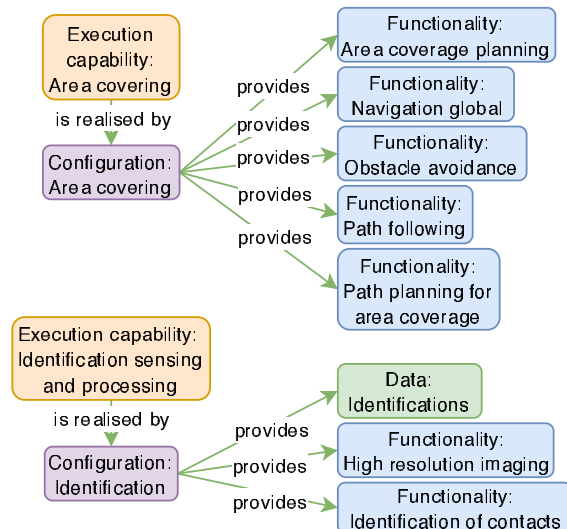 Execution
capability:
Area covering
is realised by
Configuration:
Area covering
provides
provides
provides
provides
provides
Functionality:
Area coverage planning
Functionality:
Navigation global
Functionality:
Obstacle avoidance
Functionality:
Path following
Functionality:
Path planning for
area coverage
Execution capability:
Identification sensing
and processing
is realised by
Configuration:
Identification
provides
provides
provides
Data:
Identifications
Functionality:
High resolution imaging
Functionality:
Identification of contacts